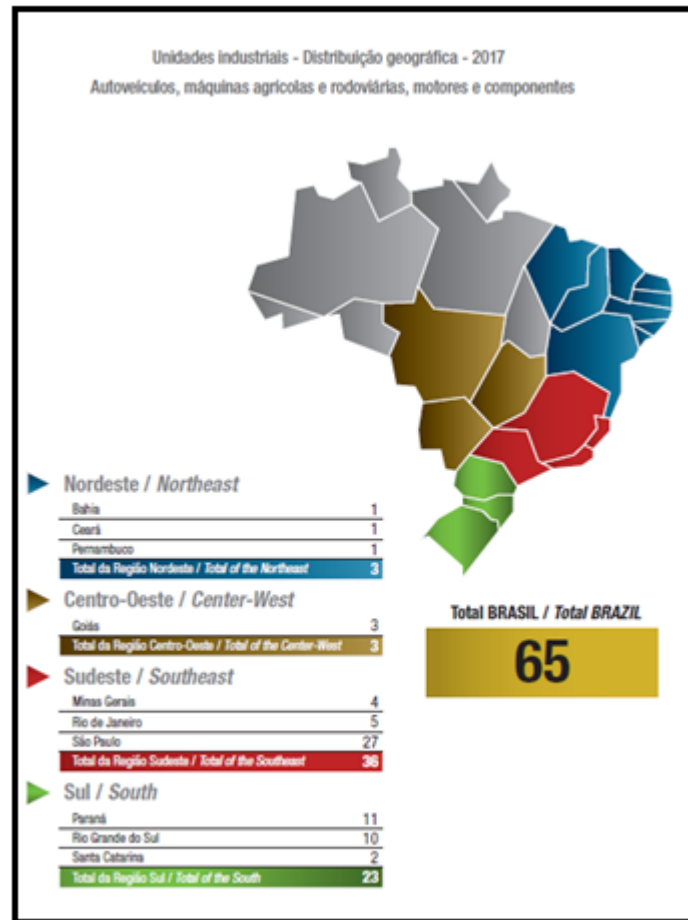 Unidades industriais - Distribuição geográfica - 2017
Autoveículos, máquinas agrícolas e rodoviárias, motores e componentes
Nordeste / Northeast
Bahia 1
Ceará 1
Pernambuco 1
Total da Região Nordeste / Total of the Northeast 3
Centro-Oeste / Center-West
Goiás 3
Total da Região Centro-Oeste / Total of the Center-West 3
Sudeste / Southeast
Minas Gerais 4
Rio de Janeiro 5
São Paulo 27
Total da Região Sudeste / Total of the Southeast 36
Sul / South
Paraná 11
Rio Grande do Sul 10
Santa Catarina 2
Total da Região Sul / Total of the South 23
Total BRASIL / Total BRAZIL
65